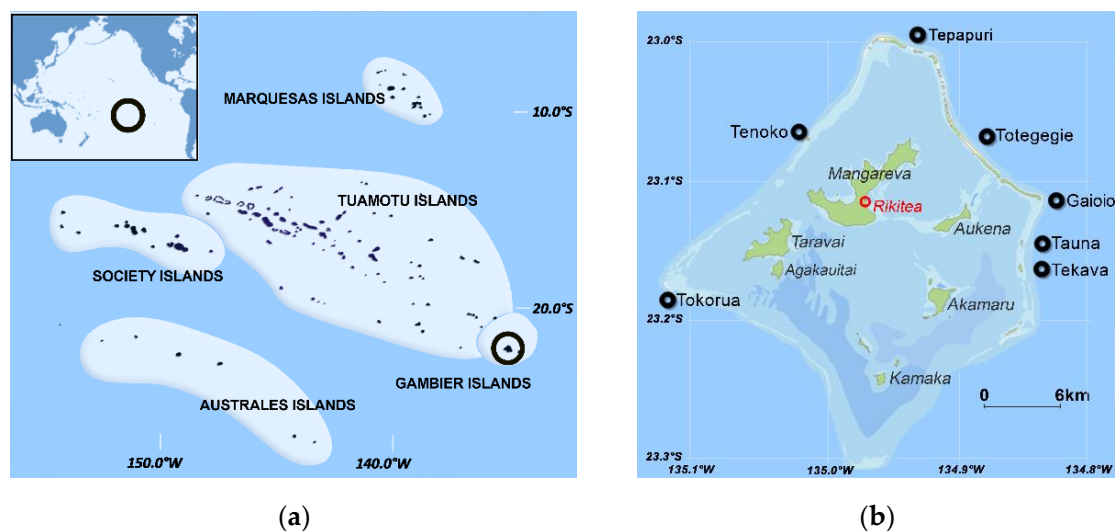 MARQUESAS ISLANDS
10.0°S
TUAMOTU ISLANDS
SOCIETY ISLANDS
20.0°S
GAMBIER ISLANDS
AUSTRALES ISLANDS
150.0°W
140.0°W
(a)
23.0°S
Tepapuri
Tenoko
Totegegie
Mangareva
23.1°S
Rikitea
Gaioio
Aukena
Taravai
Tauna
Agakauitai
Tekava
Tokorua
Akamaru
23.2°S
Kamaka
0
6km
23.3°S
135.1°W
135.0°W
134.9°W
134.8°W
(b)